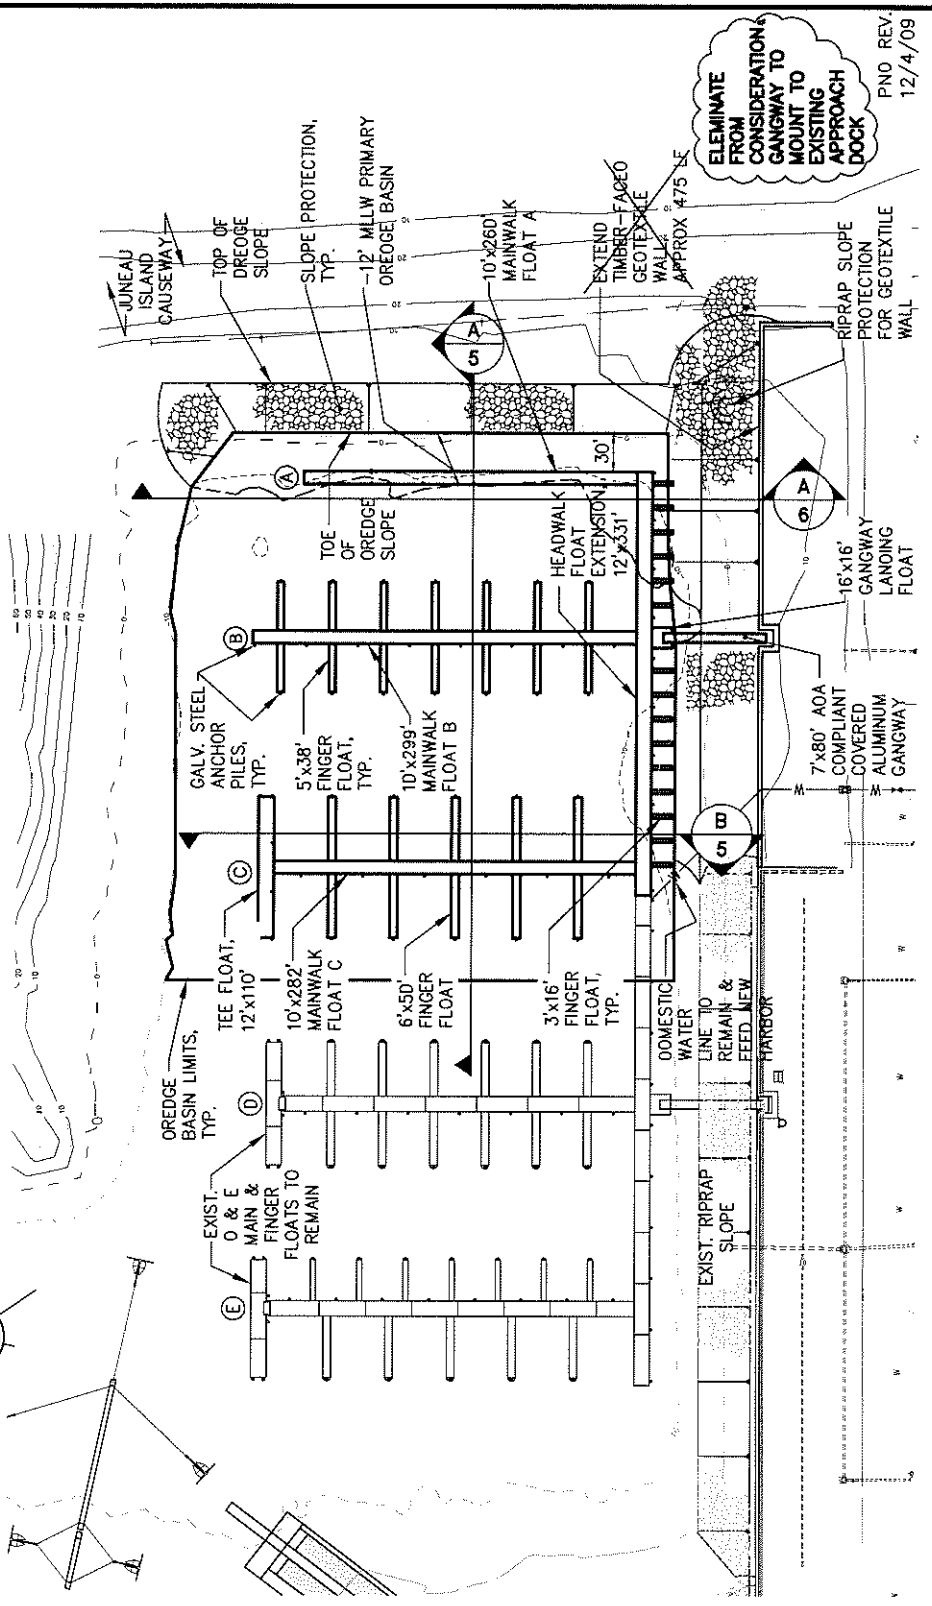 ELEMINATE
FROM
CONSIDERATION&
GANGWAY TO
MOUNT TO
EXISTING
APPROACH
DOCK
PND REV.
12/4/09
JUNEAU
ISLAND
CAUSEWAY
TOP OF
DREDGE
SLOPE
SLOPE PROTECTION,
TYP.
-12' MLLW PRIMARY
DREDGE BASIN
10'x260'
MAINWALK
FLOAT A
EXTEND
TIMBER-FACED
GEOTEXTILE
WALL
APPROX 475 LF
RIPRAP SLOPE
PROTECTION
FOR GEOTEXTILE
WALL
A'
5
A
TOE
OF
DREDGE
SLOPE
30'
HEADWALK
FLOAT
EXTENSION,
12'x331'
A
6
16'x16'
GANGWAY
LANDING
FLOAT
B
GALV. STEEL
ANCHOR
PILES,
TYP.
5'x38'
FINGER
FLOAT,
TYP.
10'x299'
MAINWALK
FLOAT B
7'x80' ADA
COMPLIANT
COVERED
ALUMINUM
GANGWAY
C
B
5
TEE FLOAT,
12'x110'
10'x282'
MAINWALK
FLOAT C
6'x50'
FINGER
FLOAT
3'x16'
FINGER
FLOAT,
TYP.
DOMESTIC
WATER
LINE TO
REMAIN &
FEED NEW
HARBOR
DREDGE
BASIN LIMITS,
TYP.
D
EXIST.
D & E
MAIN &
FINGER
FLOATS TO
REMAIN
E
EXIST. RIPRAP
SLOPE